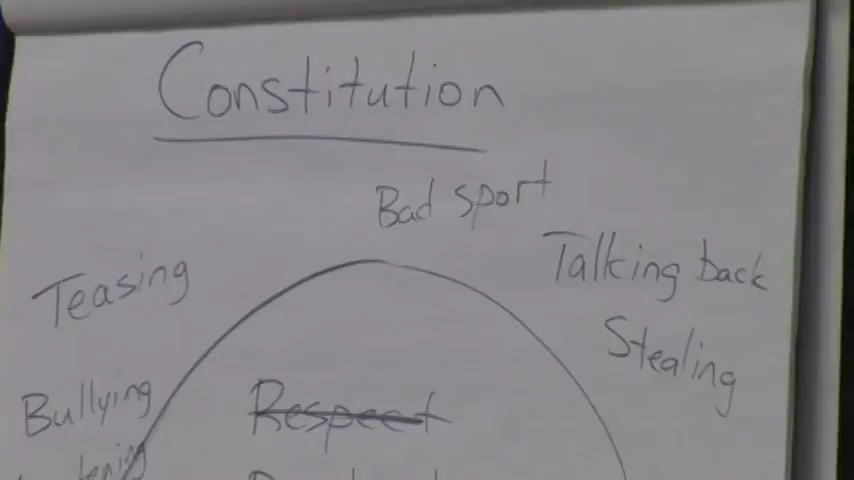 Constitution
Bad sport
Talking back
Teasing
Stealing
Bullying
Respect